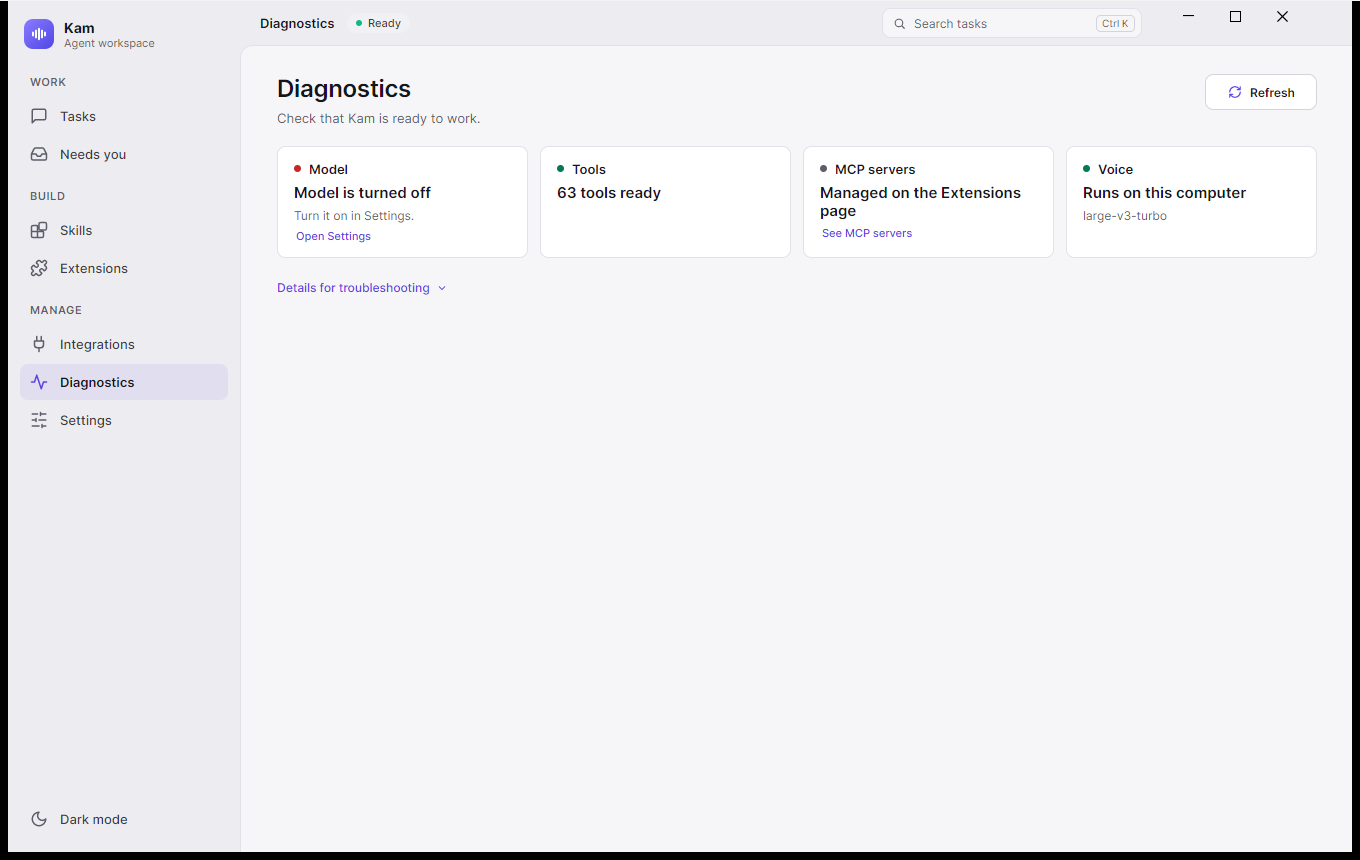 Kam
Agent workspace
WORK
Tasks
Needs you
BUILD
Skills
Extensions
MANAGE
Integrations
Diagnostics
Settings
Dark mode
Diagnostics
Ready
Search tasks
Ctrl K
Diagnostics
Check that Kam is ready to work.
Refresh
Model
Model is turned off
Turn it on in Settings.
Open Settings
Tools
63 tools ready
MCP servers
Managed on the Extensions
page
See MCP servers
Voice
Runs on this computer
large-v3-turbo
Details for troubleshooting